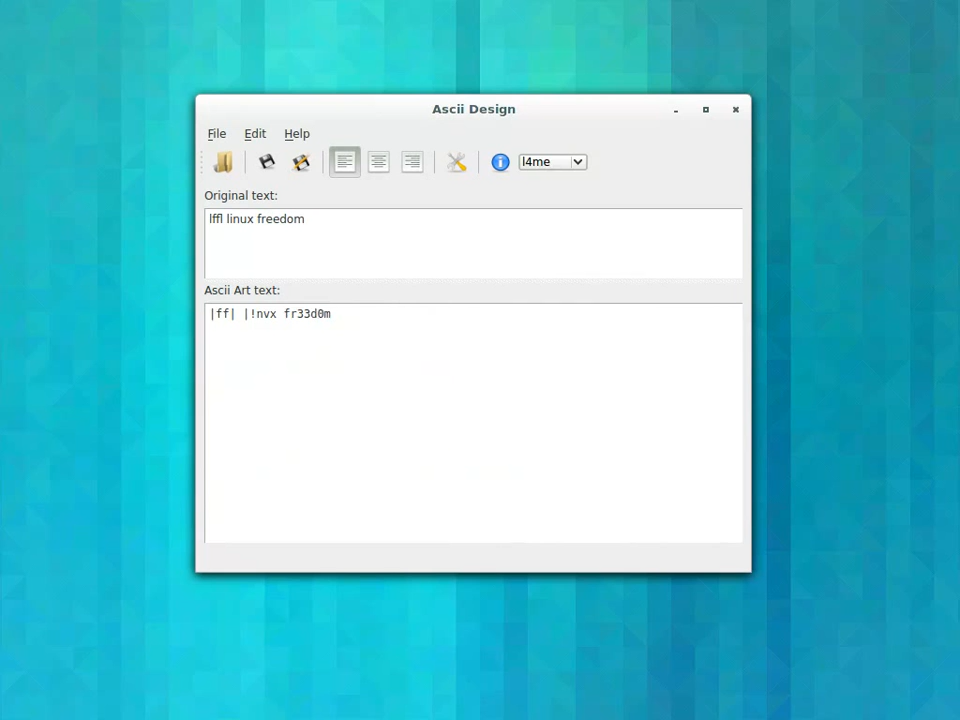 Ascii Design
File Edit Help
l4me
Original text:
lffl linux freedom
Ascii Art text:
|ff| |!nvx fr33d0m